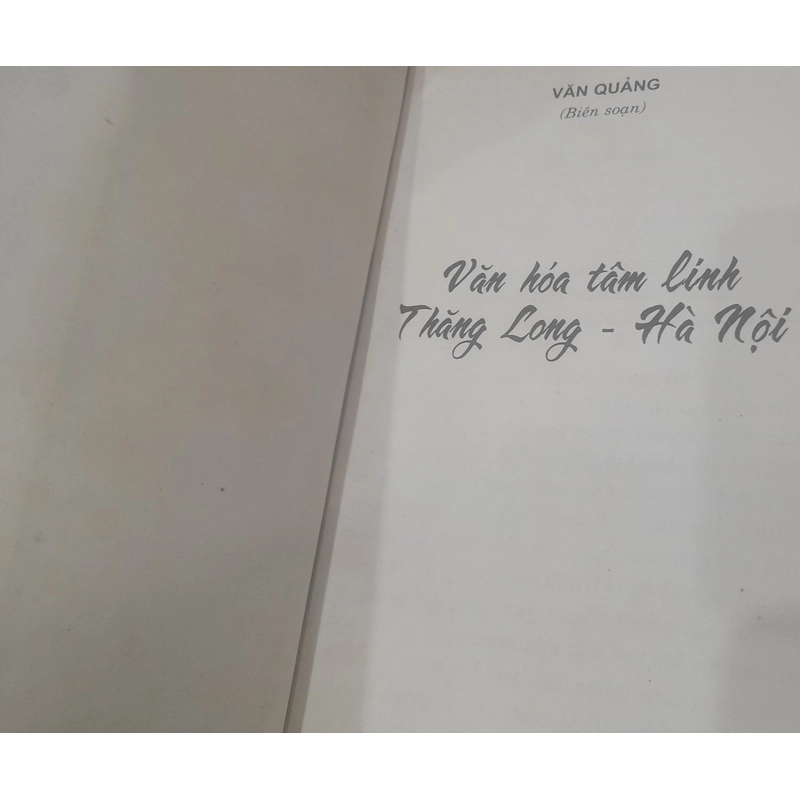 VĂN QUẢNG
(Biên soạn)
Văn hóa tâm linh
Thăng Long - Hà Nội